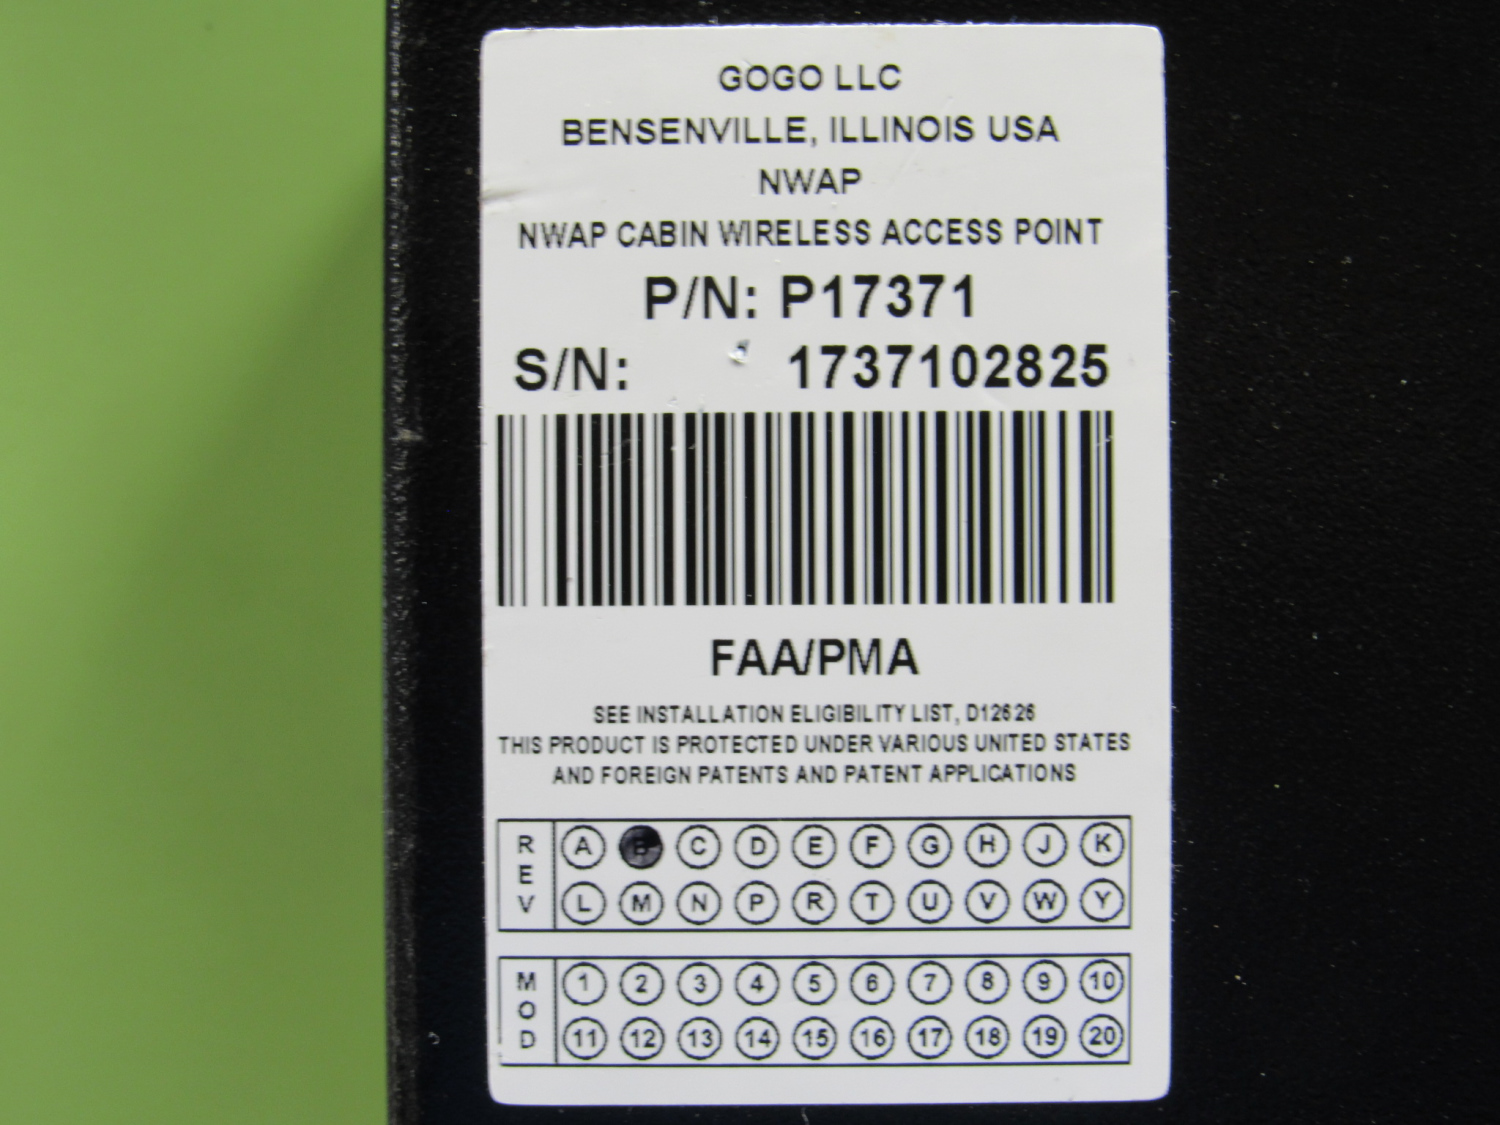 GOGO LLC
BENSENVILLE, ILLINOIS USA
NWAP
NWAP CABIN WIRELESS ACCESS POINT
P/N: P17371
S/N: 1737102825
FAA/PMA
SEE INSTALLATION ELIGIBILITY LIST, D12626
THIS PRODUCT IS PROTECTED UNDER VARIOUS UNITED STATES
AND FOREIGN PATENTS AND PATENT APPLICATIONS
REV
A B C D E F G H J K
L M N P R T U V W Y
MOD
1 2 3 4 5 6 7 8 9 10
11 12 13 14 15 16 17 18 19 20